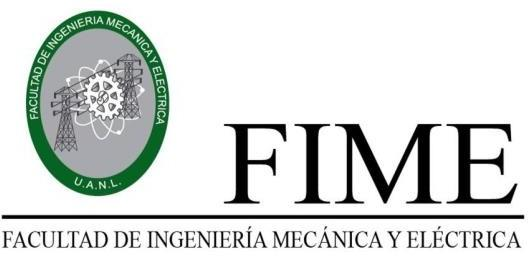 FACULTAD DE INGENIERIA MECANICA Y ELECTRICA
U.A.N.L.
FIME
FACULTAD DE INGENIERÍA MECÁNICA Y ELÉCTRICA